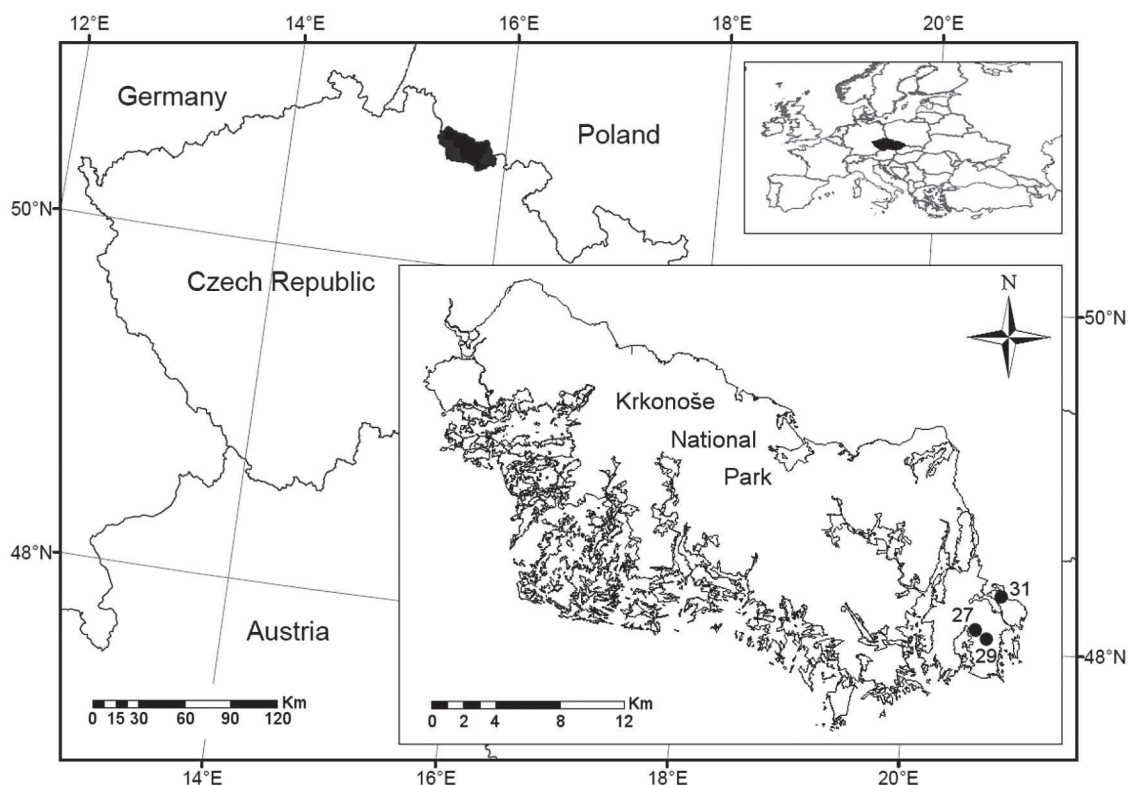 12°E 14°E 16°E 18°E 20°E
Germany
Poland
50°N
Czech Republic
N
50°N
Krkonoše
National
Park
48°N
31
27
Austria
29
48°N
Km
0 15 30 60 90 120
Km
0 2 4 8 12
14°E 16°E 18°E 20°E